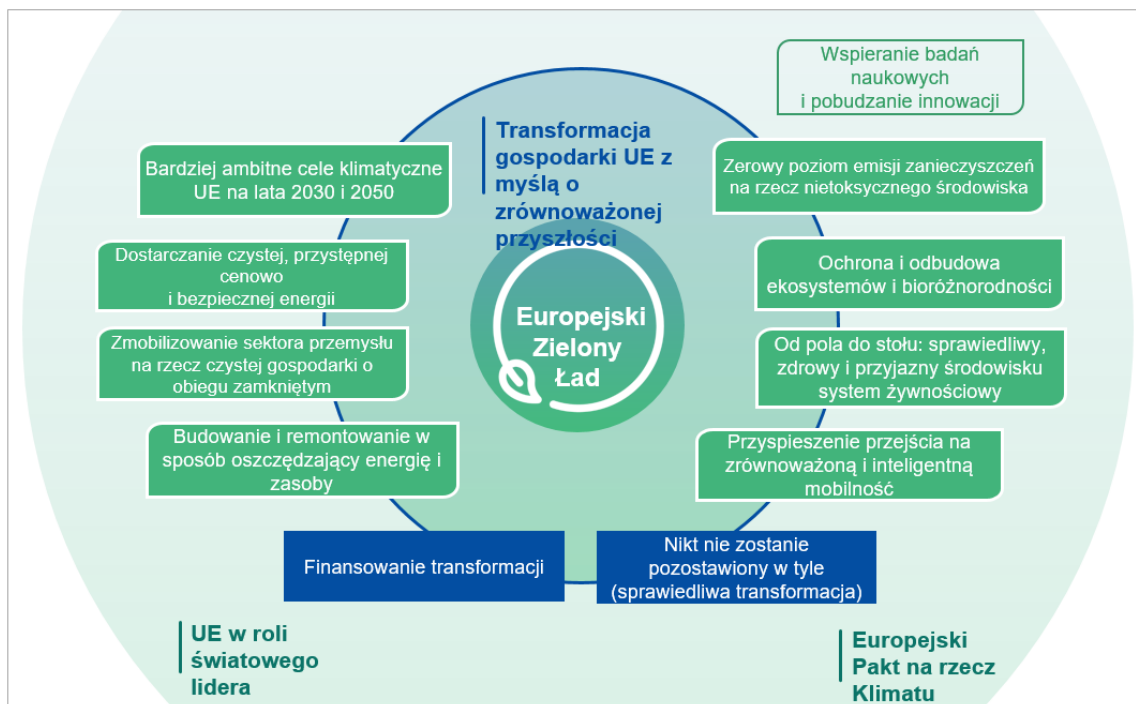 Wspieranie badań
naukowych
i pobudzanie innowacji
Transformacja
gospodarki UE z
myślą o
zrównoważonej
przyszłości
Bardziej ambitne cele klimatyczne
UE na lata 2030 i 2050
Zerowy poziom emisji zanieczyszczeń
na rzecz nietoksycznego środowiska
Dostarczanie czystej, przystępnej
cenowo
i bezpiecznej energii
Ochrona i odbudowa
ekosystemów i bioróżnorodności
Europejski
Zielony
Ład
Zmobilizowanie sektora przemysłu
na rzecz czystej gospodarki o
obiegu zamkniętym
Od pola do stołu: sprawiedliwy,
zdrowy i przyjazny środowisku
system żywnościowy
Budowanie i remontowanie w
sposób oszczędzający energię i
zasoby
Przyspieszenie przejścia na
zrównoważoną i inteligentną
mobilność
Finansowanie transformacji
Nikt nie zostanie
pozostawiony w tyle
(sprawiedliwa transformacja)
UE w roli
światowego
lidera
Europejski
Pakt na rzecz
Klimatu